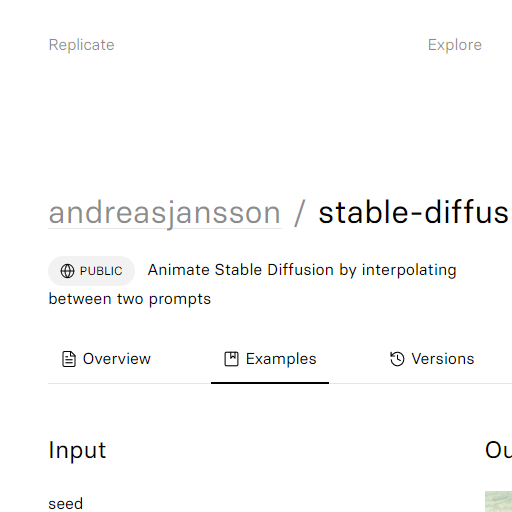 Replicate Explore
andreasjansson / stable-diffus
PUBLIC Animate Stable Diffusion by interpolating
between two prompts
Overview Examples Versions
Input Ou
seed